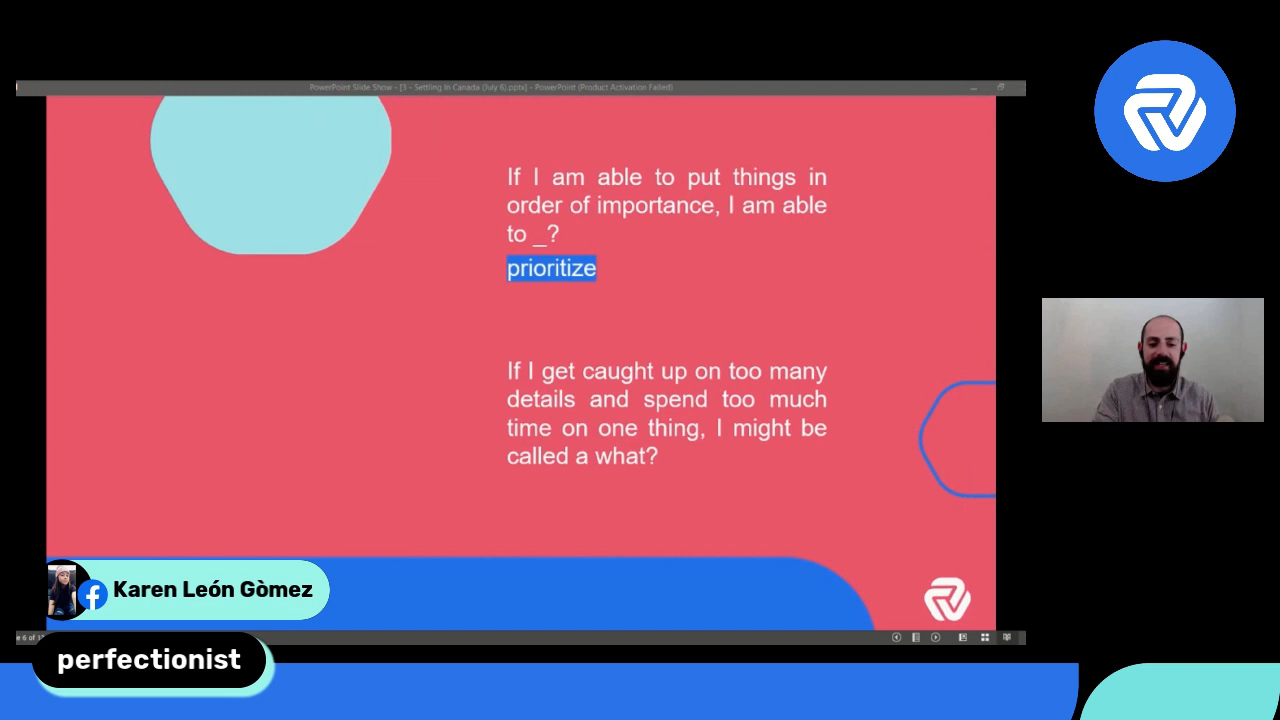 PowerPoint Slide Show - [3 - Settling In Canada (July 6).pptx] - PowerPoint (Product Activation Failed)
If I am able to put things in
order of importance, I am able
to _?
prioritize
If I get caught up on too many
details and spend too much
time on one thing, I might be
called a what?
Karen León Gòmez
perfectionist